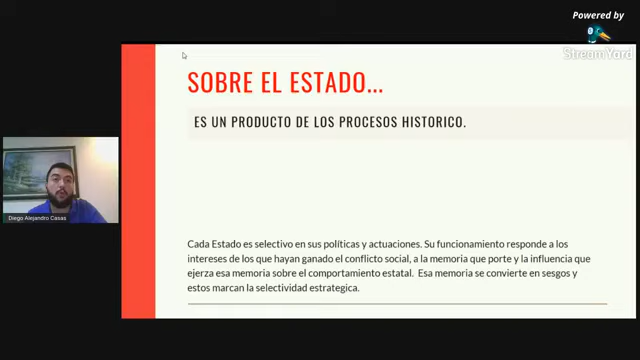 Powered by
StreamYard
SOBRE EL ESTADO...
ES UN PRODUCTO DE LOS PROCESOS HISTORICO.
Diego Alejandro Casas
Cada Estado es selectivo en sus políticas y actuaciones. Su funcionamiento responde a los
intereses de los que hayan ganado el conflicto social, a la memoria que porte y la influencia que
ejerza esa memoria sobre el comportamiento estatal. Esa memoria se convierte en sesgos y
estos marcan la selectividad estrategica.